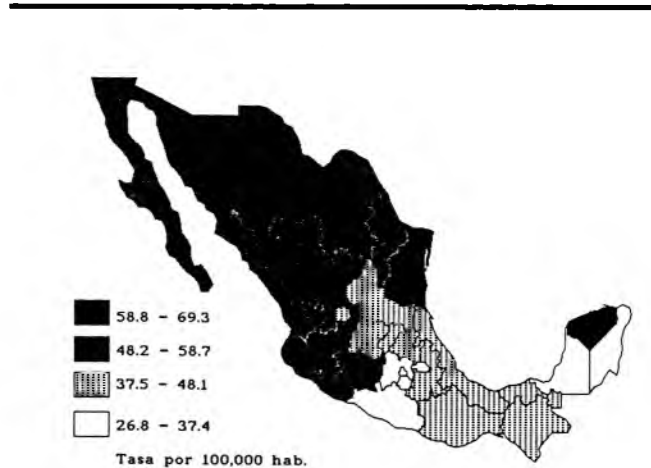 58.8 - 69.3
48.2 - 58.7
37.5 - 48.1
26.8 - 37.4
Tasa por 100,000 hab.